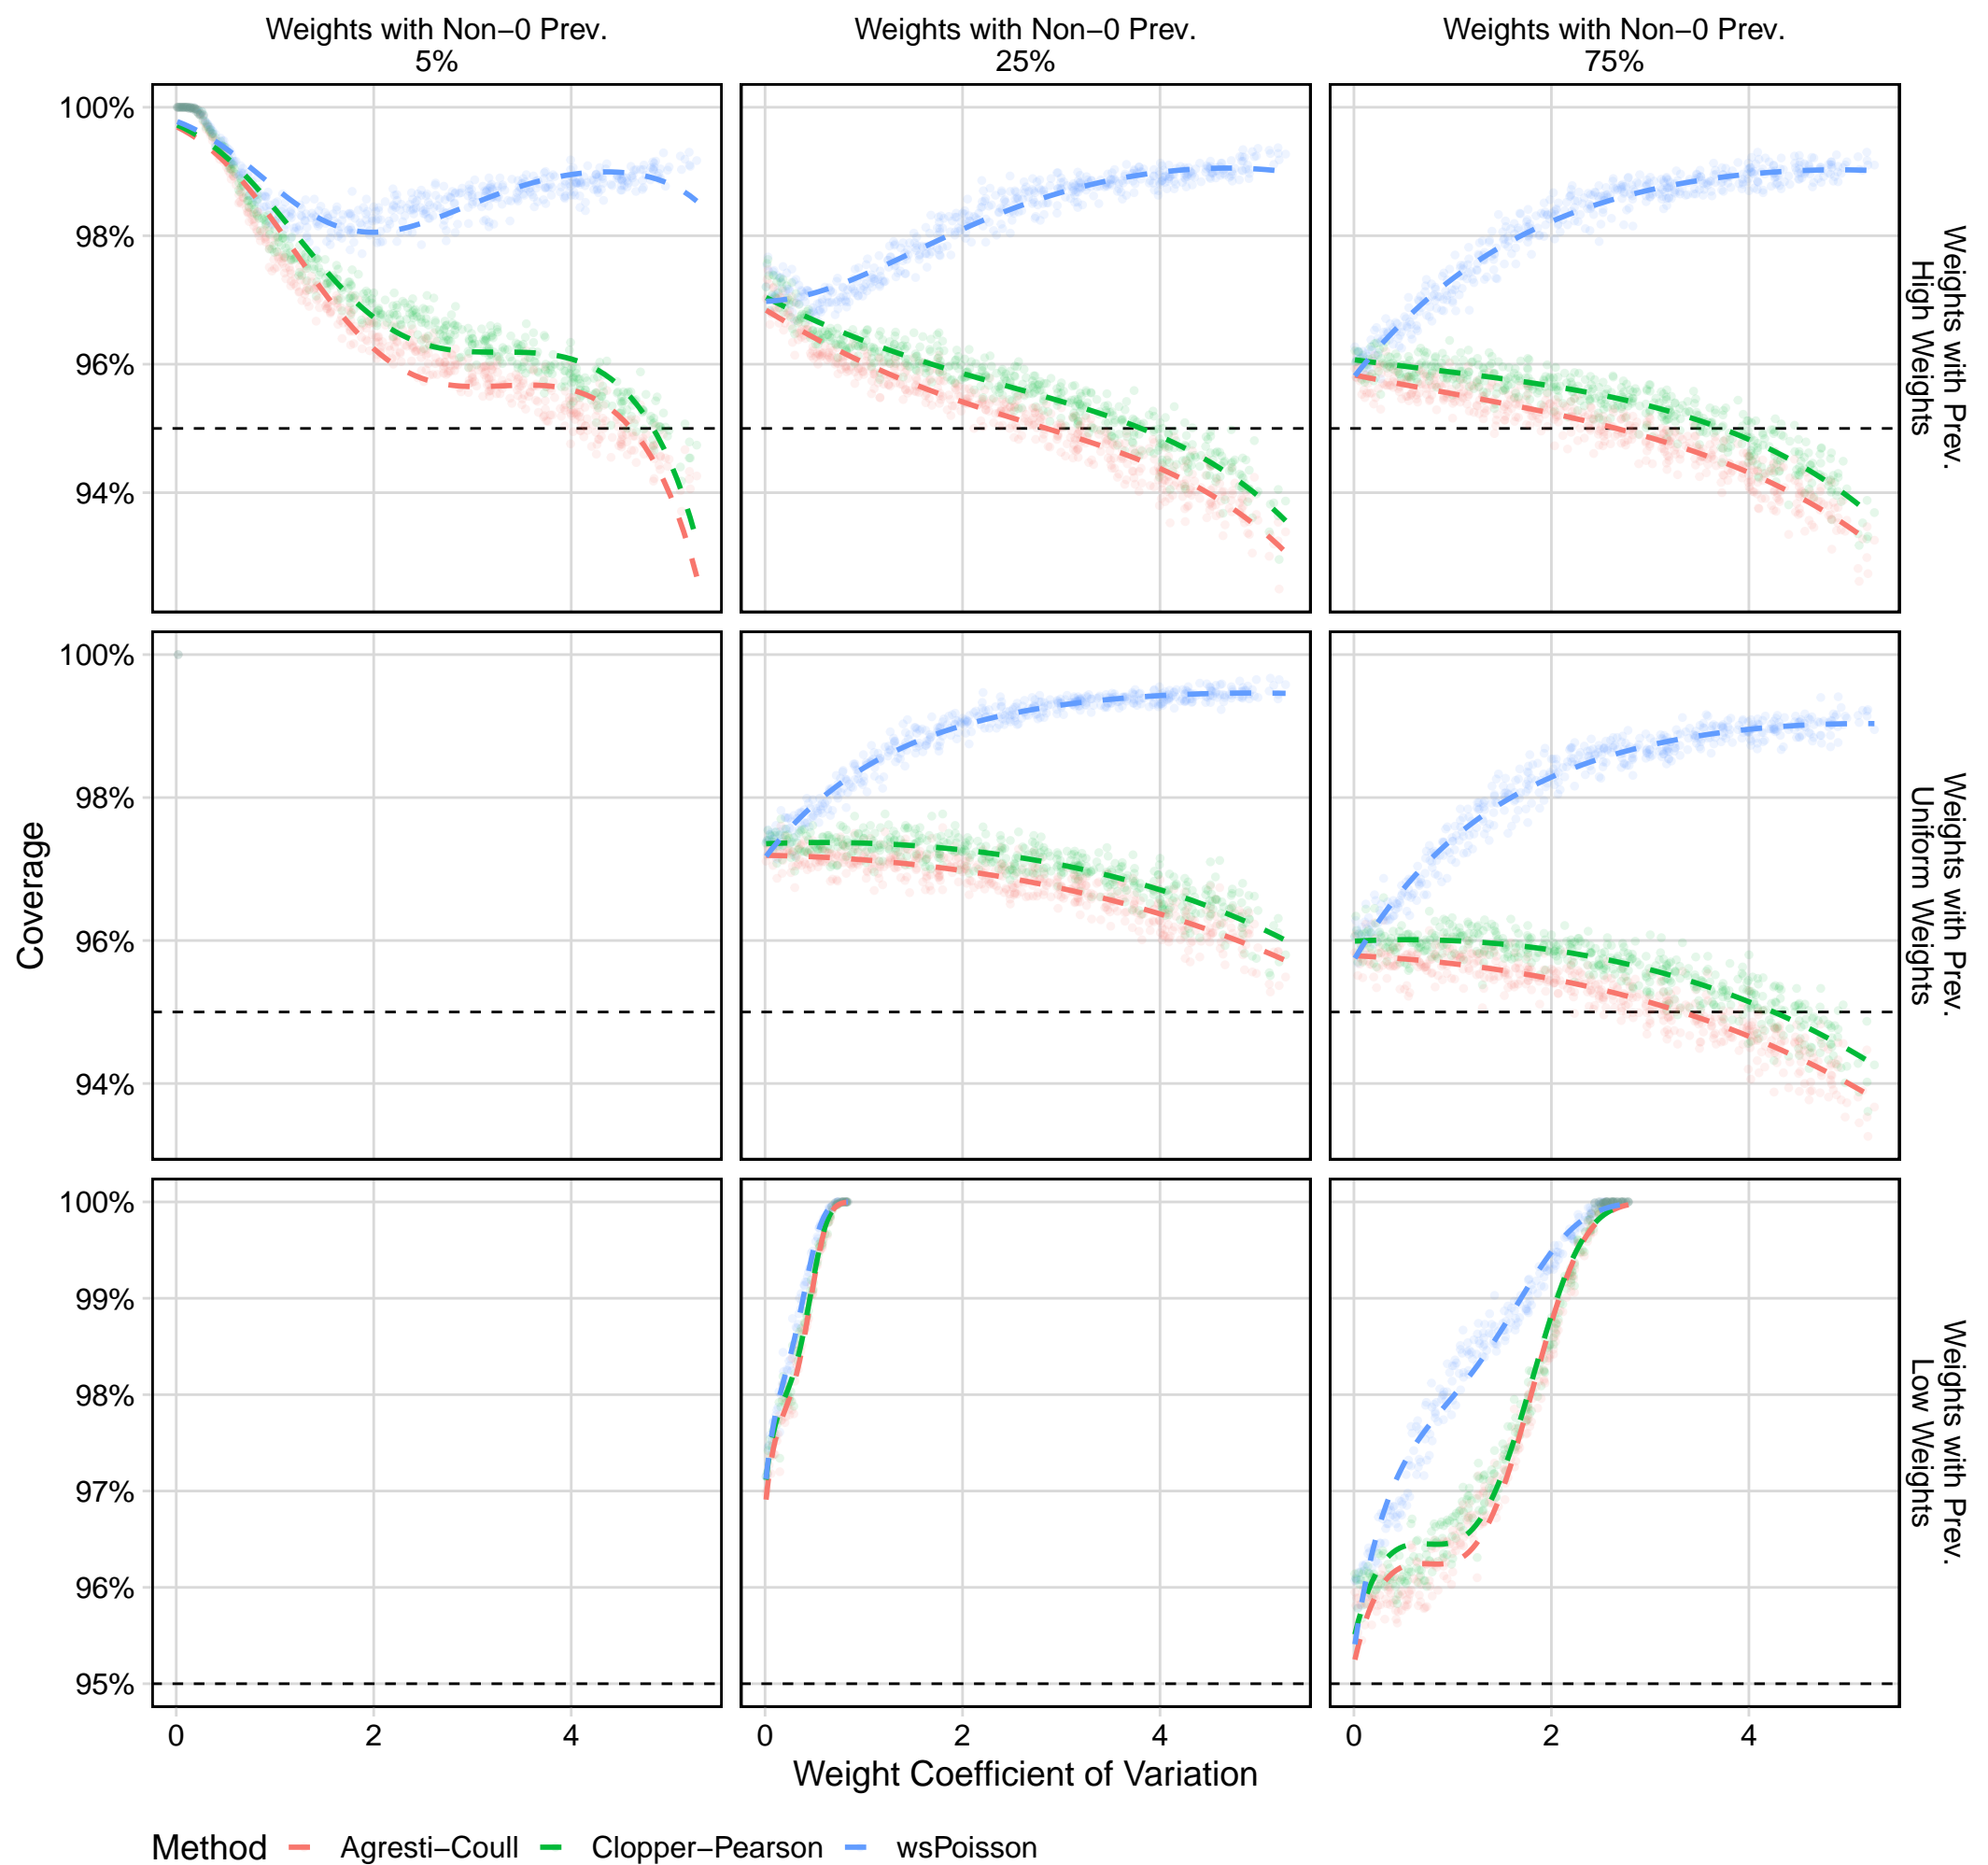 Weights with Non−0 Prev.
5%
Weights with Non−0 Prev.
25%
Weights with Non−0 Prev.
75%
100%
98%
96%
94%
Weights with Prev.
High Weights
100%
98%
96%
94%
Weights with Prev.
Uniform Weights
Coverage
100%
99%
98%
97%
96%
95%
Weights with Prev.
Low Weights
0 2 4
0 2 4
0 2 4
Weight Coefficient of Variation
Method Agresti−Coull Clopper−Pearson wsPoisson